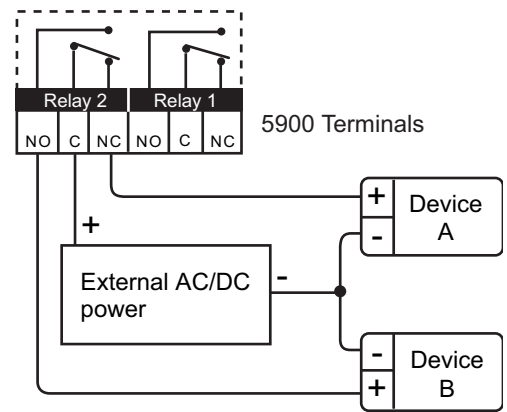 Relay 2 Relay 1
NO C NC NO C NC
5900 Terminals
+ Device
- A
+
External AC/DC -
power
- Device
+ B